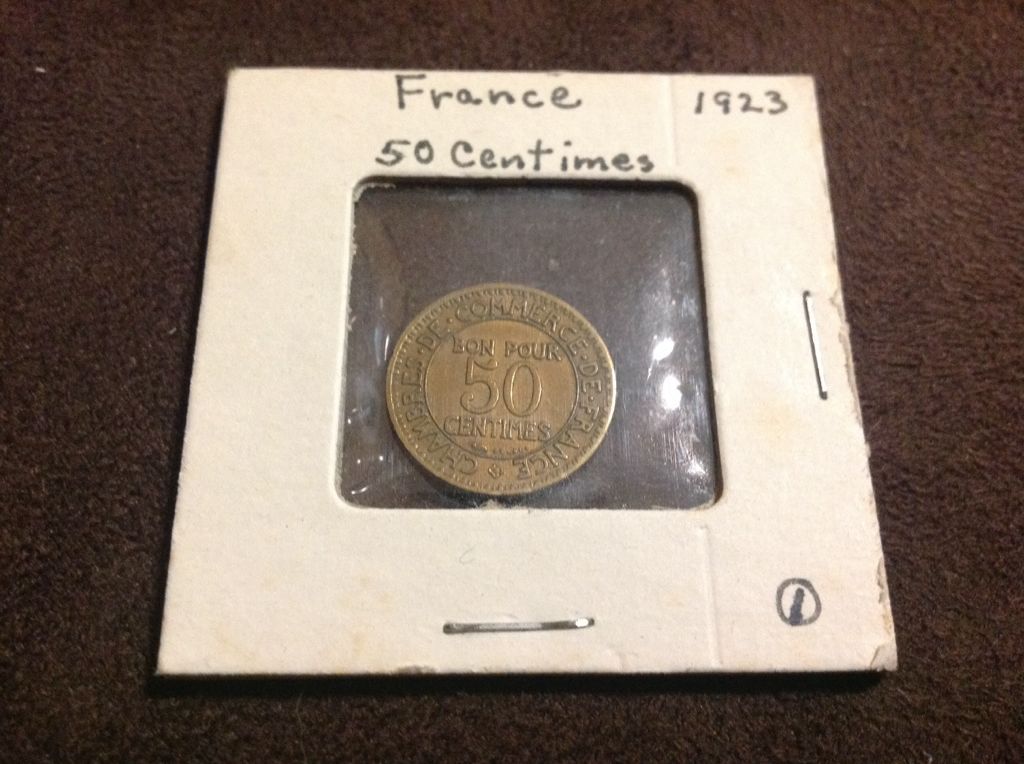 France 1923
50 Centimes
CHAMBRES · DE · COMMERCE · DE · FRANCE
BON POUR
50
CENTIMES
1